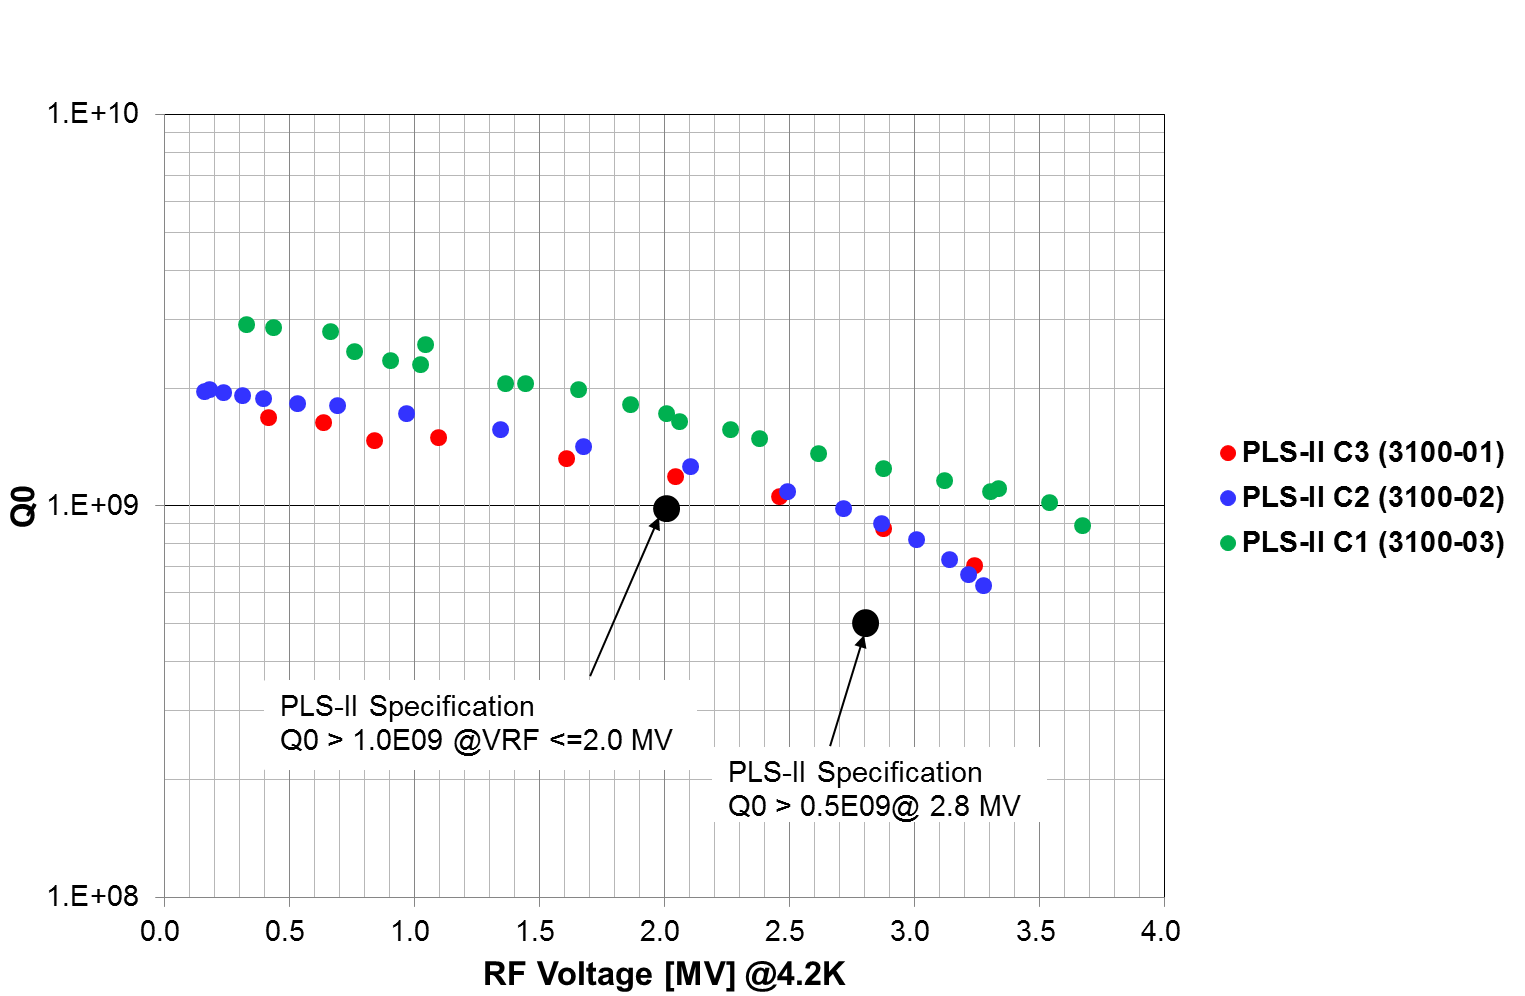 1.E+10
1.E+09
1.E+08
Q0
0.0 0.5 1.0 1.5 2.0 2.5 3.0 3.5 4.0
RF Voltage [MV] @4.2K
PLS-II Specification
Q0 > 1.0E09 @VRF <=2.0 MV
PLS-II Specification
Q0 > 0.5E09@ 2.8 MV
PLS-II C3 (3100-01)
PLS-II C2 (3100-02)
PLS-II C1 (3100-03)